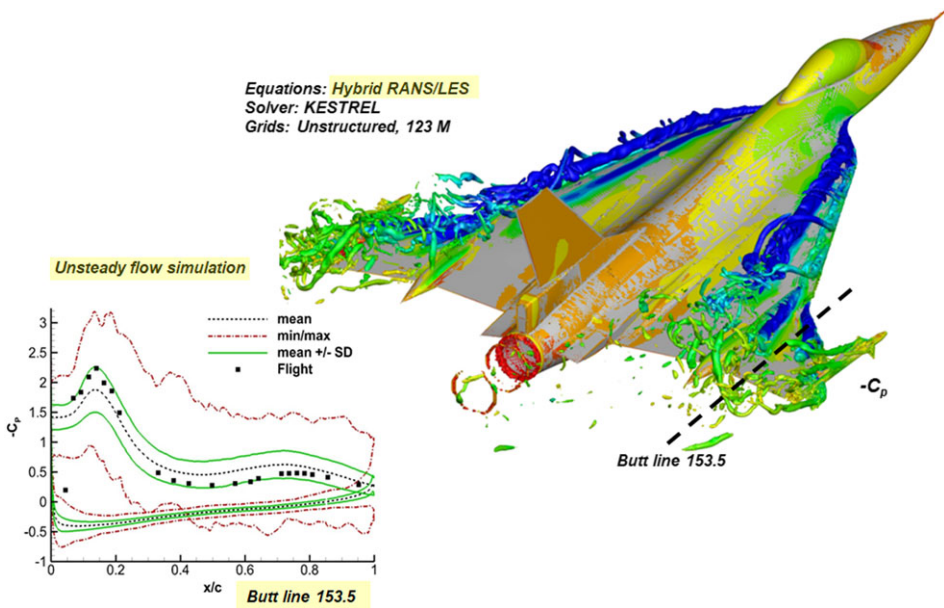 Equations: Hybrid RANS/LES
Solver: KESTREL
Grids: Unstructured, 123 M
Unsteady flow simulation
mean
min/max
mean +/- SD
Flight
3
2.5
2
1.5
1
0.5
0
-0.5
-1
-Cp
0
0.2
0.4
0.6
0.8
1
x/c
Butt line 153.5
-Cp
Butt line 153.5